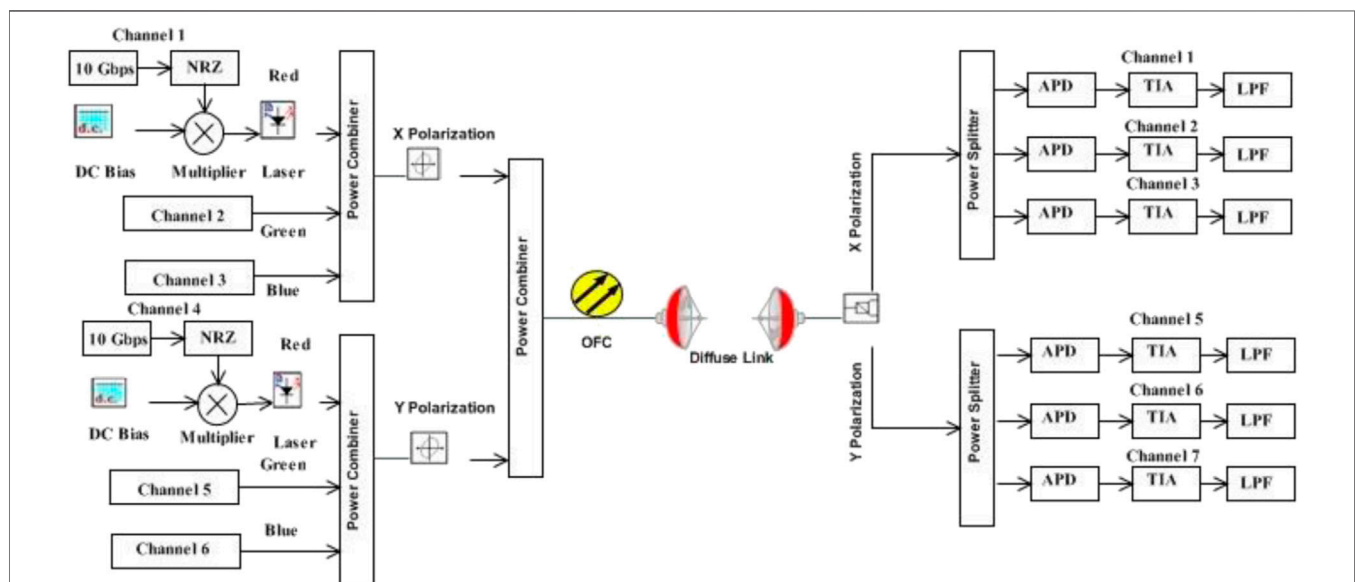 Channel 1
10 Gbps
NRZ
Red
d.c.
DC Bias
Multiplier
Laser
Channel 2
Green
Channel 3
Blue
Power Combiner
X Polarization
Channel 4
10 Gbps
NRZ
Red
d.c.
DC Bias
Multiplier
Laser
Green
Channel 5
Blue
Channel 6
Power Combiner
Y Polarization
Power Combiner
OFC
Diffuse Link
X Polarization
Y Polarization
Power Splitter
Channel 1
APD
TIA
LPF
Channel 2
APD
TIA
LPF
Channel 3
APD
TIA
LPF
Power Splitter
Channel 5
APD
TIA
LPF
Channel 6
APD
TIA
LPF
Channel 7
APD
TIA
LPF